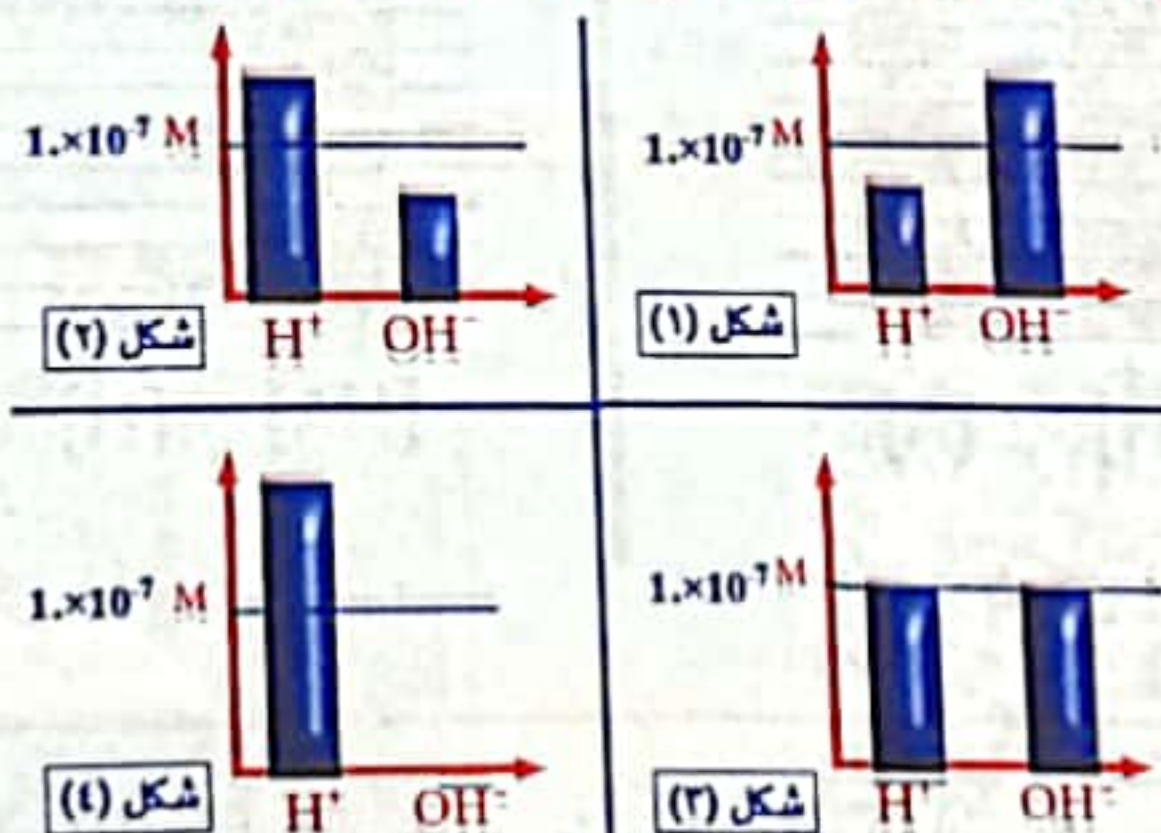 1.×10⁻⁷ M
H⁺ OH⁻
شكل (١)
1.×10⁻⁷ M
H⁺ OH⁻
شكل (٢)
1.×10⁻⁷ M
H⁺ OH⁻
شكل (٣)
1.×10⁻⁷ M
H⁺ OH⁻
شكل (٤)